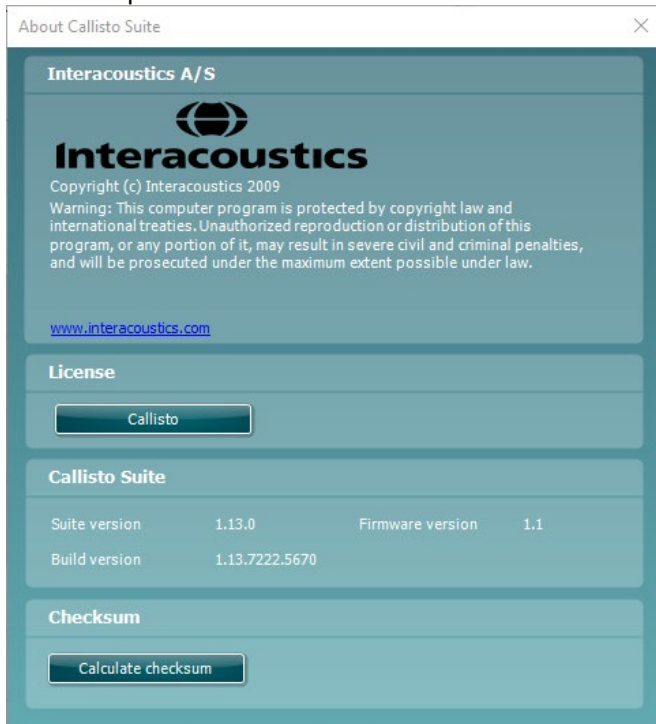 About Callisto Suite
Interacoustics A/S
Interacoustics
Copyright (c) Interacoustics 2009
Warning: This computer program is protected by copyright law and
international treaties. Unauthorized reproduction or distribution of this
program, or any portion of it, may result in severe civil and criminal penalties,
and will be prosecuted under the maximum extent possible under law.
www.interacoustics.com
License
Callisto
Callisto Suite
Suite version 1.13.0 Firmware version 1.1
Build version 1.13.7222.5670
Checksum
Calculate checksum